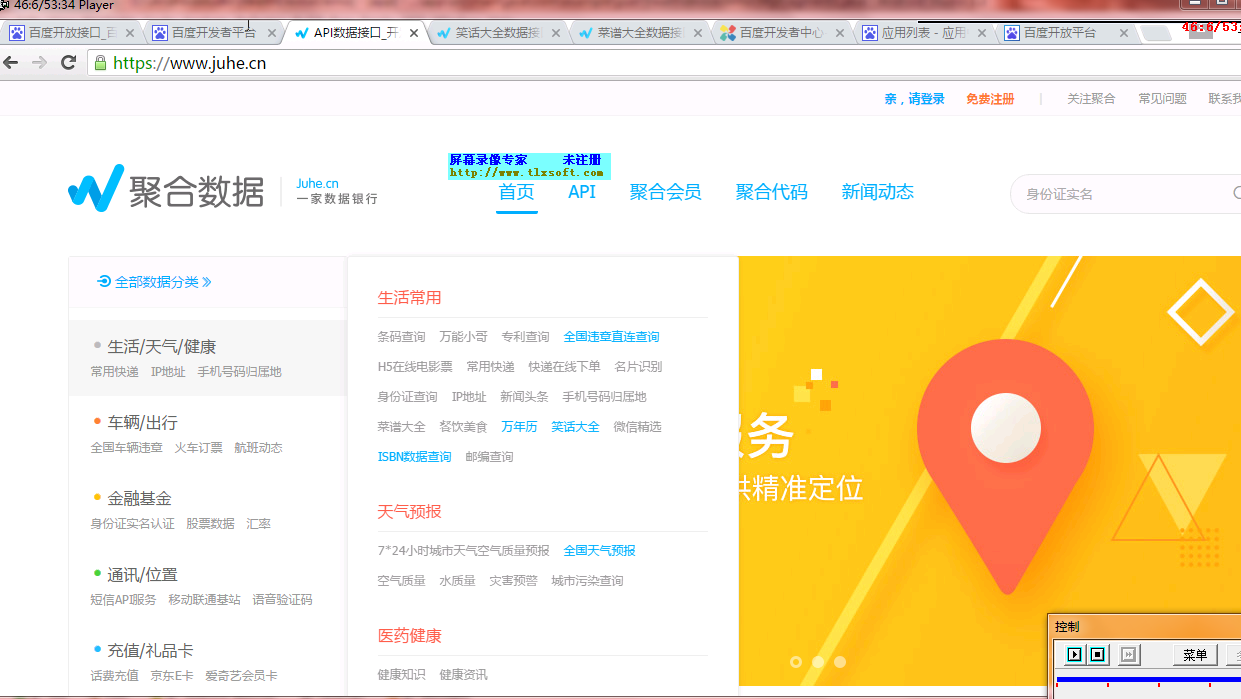 46:6/53:34 Player
百度开放接口_百 百度开发者平台 API数据接口_开 笑话大全数据接 菜谱大全数据接 百度开发者中心 应用列表 - 应用 百度开放平台
46:6/53:
https://www.juhe.cn
亲，请登录 免费注册 | 关注聚合 常见问题 联系我
屏幕录像专家 未注册
http://www.tlxsoft.com
聚合数据 Juhe.cn
一家数据银行
首页 API 聚合会员 聚合代码 新闻动态 身份证实名
全部数据分类
生活/天气/健康
常用快递 IP地址 手机号码归属地
车辆/出行
全国车辆违章 火车订票 航班动态
金融基金
身份证实名认证 股票数据 汇率
通讯/位置
短信API服务 移动联通基站 语音验证码
充值/礼品卡
话费充值 京东E卡 爱奇艺会员卡
生活常用
条码查询 万能小哥 专利查询 全国违章直连查询
H5在线电影票 常用快递 快递在线下单 名片识别
身份证查询 IP地址 新闻头条 手机号码归属地
菜谱大全 餐饮美食 万年历 笑话大全 微信精选
ISBN数据查询 邮编查询
天气预报
7*24小时城市天气空气质量预报 全国天气预报
空气质量 水质量 灾害预警 城市污染查询
医药健康
健康知识 健康资讯
服务
供精准定位
控制
菜单